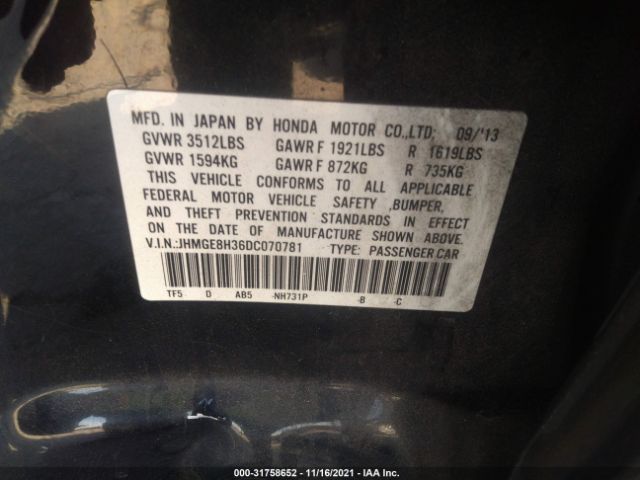 MFD. IN JAPAN BY HONDA MOTOR CO.,LTD; 09/'13
GVWR 3512LBS GAWR F 1921LBS R 1619LBS
GVWR 1594KG GAWR F 872KG R 735KG
THIS VEHICLE CONFORMS TO ALL APPLICABLE
FEDERAL MOTOR VEHICLE SAFETY ,BUMPER,
AND THEFT PREVENTION STANDARDS IN EFFECT
ON THE DATE OF MANUFACTURE SHOWN ABOVE.
V.I.N.:JHMGE8H36DC070781 TYPE: PASSENGER CAR
TF5 D AB5 -NH731P -B -C
000-31758652 - 11/16/2021 - IAA Inc.